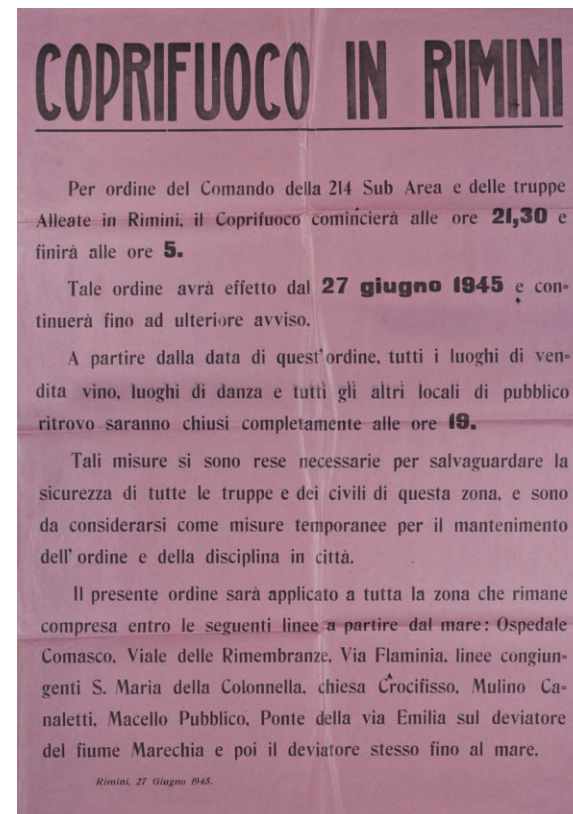 COPRIFUOCO IN RIMINI
Per ordine del Comando della 214 Sub Area e delle truppe
Alleate in Rimini, il Coprifuoco comincierà alle ore 21,30 e
finirà alle ore 5.
Tale ordine avrà effetto dal 27 giugno 1945 e con=
tinuerà fino ad ulteriore avviso.
A partire dalla data di quest'ordine, tutti i luoghi di ven=
dita vino, luoghi di danza e tutti gli altri locali di pubblico
ritrovo saranno chiusi completamente alle ore 19.
Tali misure si sono rese necessarie per salvaguardare la
sicurezza di tutte le truppe e dei civili di questa zona, e sono
da considerarsi come misure temporanee per il mantenimento
dell'ordine e della disciplina in città.
Il presente ordine sarà applicato a tutta la zona che rimane
compresa entro le seguenti linee a partire dal mare: Ospedale
Comasco, Viale delle Rimembranze, Via Flaminia, linee congiun=
genti S. Maria della Colonnella, chiesa Crocifisso, Mulino Ca=
naletti, Macello Pubblico, Ponte della via Emilia sul deviatore
del fiume Marechia e poi il deviatore stesso fino al mare.
Rimini, 27 Giugno 1945.